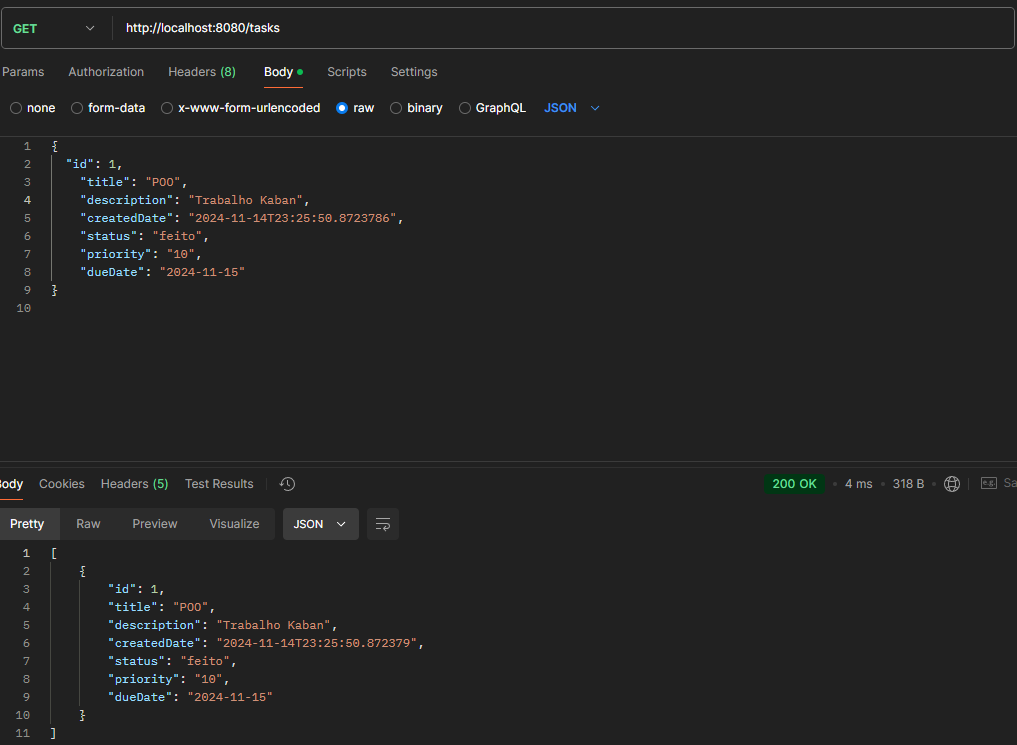 GET http://localhost:8080/tasks
Params Authorization Headers (8) Body Scripts Settings
none form-data x-www-form-urlencoded raw binary GraphQL JSON
1 {
2 "id": 1,
3 "title": "POO",
4 "description": "Trabalho Kaban",
5 "createdDate": "2024-11-14T23:25:50.8723786",
6 "status": "feito",
7 "priority": "10",
8 "dueDate": "2024-11-15"
9 }
10
Body Cookies Headers (5) Test Results 200 OK 4 ms 318 B e.g. Sa
Pretty Raw Preview Visualize JSON
1 [
2 {
3 "id": 1,
4 "title": "POO",
5 "description": "Trabalho Kaban",
6 "createdDate": "2024-11-14T23:25:50.872379",
7 "status": "feito",
8 "priority": "10",
9 "dueDate": "2024-11-15"
10 }
11 ]